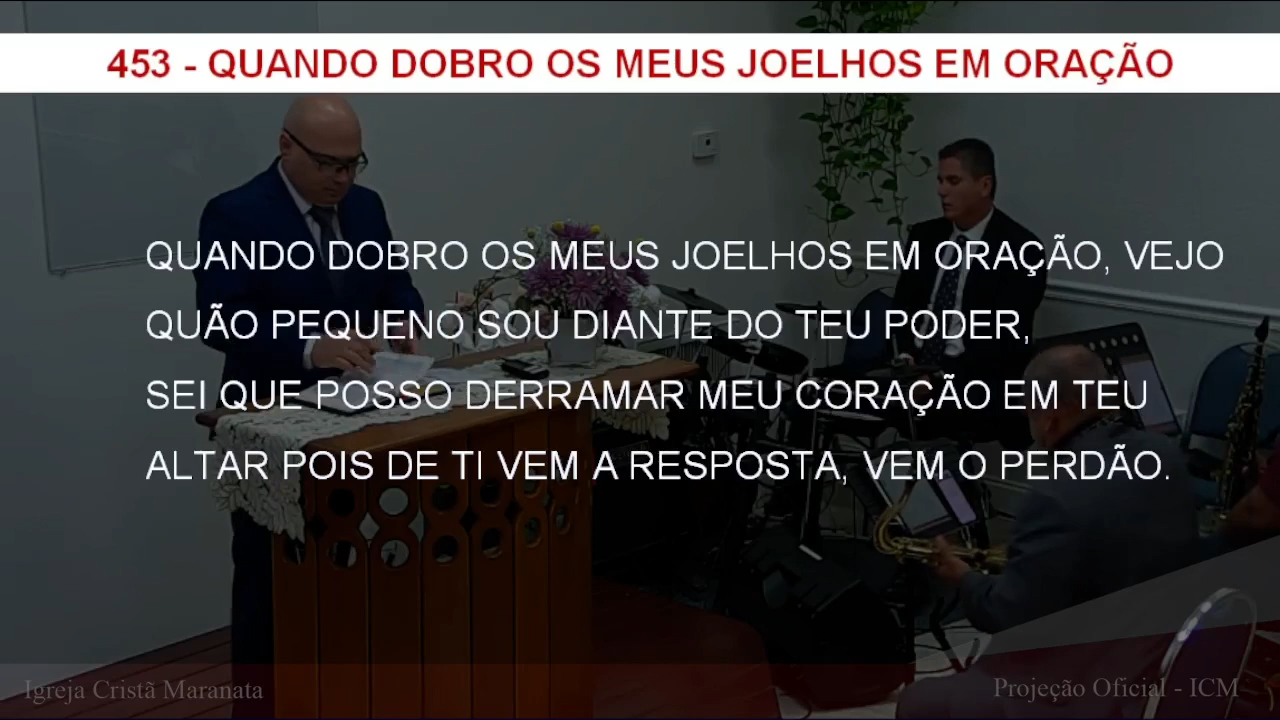 453 - QUANDO DOBRO OS MEUS JOELHOS EM ORAÇÃO
QUANDO DOBRO OS MEUS JOELHOS EM ORAÇÃO, VEJO
QUÃO PEQUENO SOU DIANTE DO TEU PODER,
SEI QUE POSSO DERRAMAR MEU CORAÇÃO EM TEU
ALTAR POIS DE TI VEM A RESPOSTA, VEM O PERDÃO.
Igreja Cristã Maranata
Projeção Oficial - ICM